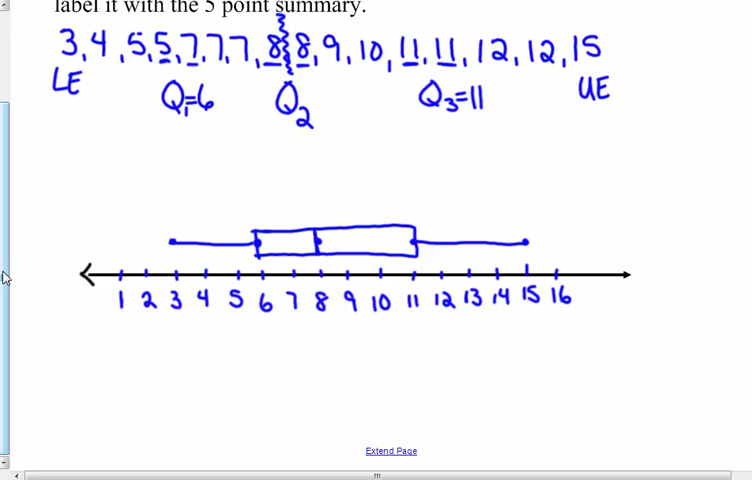 label it with the 5 point summary.
3, 4, 5, 5, 7, 7, 7, 8 8, 9, 10, 11, 11, 12, 12, 15
LE Q1=6 Q2 Q3=11 UE
1 2 3 4 5 6 7 8 9 10 11 12 13 14 15 16
Extend Page